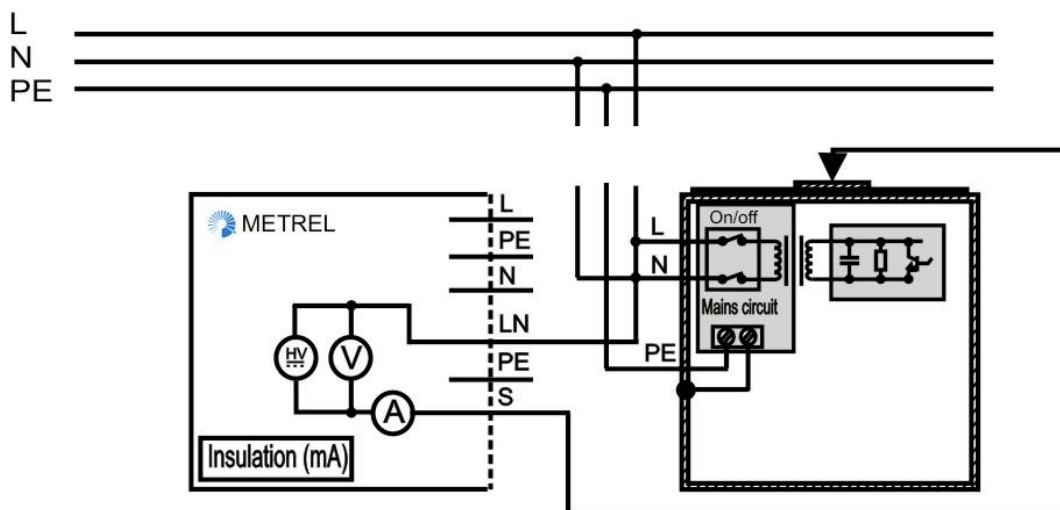 L
N
PE
METREL
L
PE
N
LN
PE
S
HV
V
A
Insulation (mA)
On/off
L
N
Mains circuit
PE